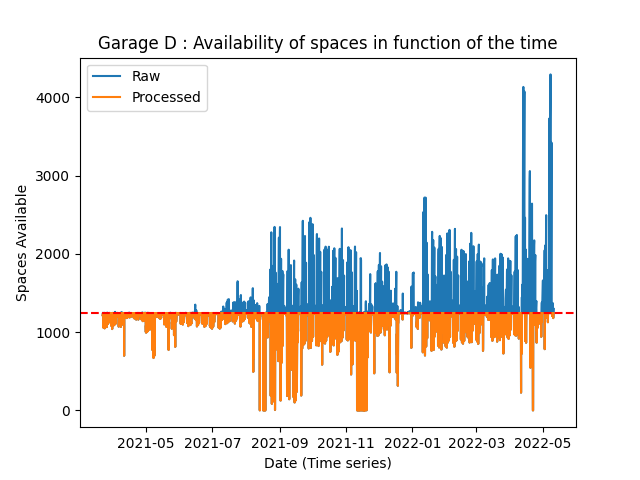 Garage D : Availability of spaces in function of the time
Raw
Processed
4000
3000
2000
1000
0
Spaces Available
2021-05
2021-07
2021-09
2021-11
2022-01
2022-03
2022-05
Date (Time series)